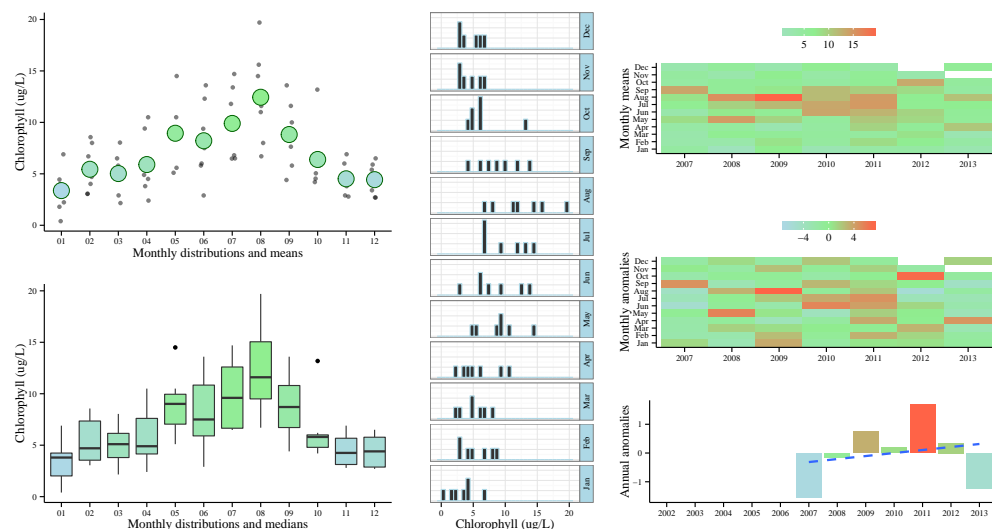 20
15
10
5
0
Chlorophyll (ug/L)
01 02 03 04 05 06 07 08 09 10 11 12
Monthly distributions and means
20
15
10
5
0
Chlorophyll (ug/L)
01 02 03 04 05 06 07 08 09 10 11 12
Monthly distributions and medians
Dec
Nov
Oct
Sep
Aug
Jul
Jun
May
Apr
Mar
Feb
Jan
0 5 10 15 20
Chlorophyll (ug/L)
5 10 15
Monthly means
Dec
Nov
Oct
Sep
Aug
Jul
Jun
May
Apr
Mar
Feb
Jan
2007 2008 2009 2010 2011 2012 2013
−4 0 4
Monthly anomalies
Dec
Nov
Oct
Sep
Aug
Jul
Jun
May
Apr
Mar
Feb
Jan
2007 2008 2009 2010 2011 2012 2013
Annual anomalies
1
0
−1
2002 2003 2004 2005 2006 2007 2008 2009 2010 2011 2012 2013